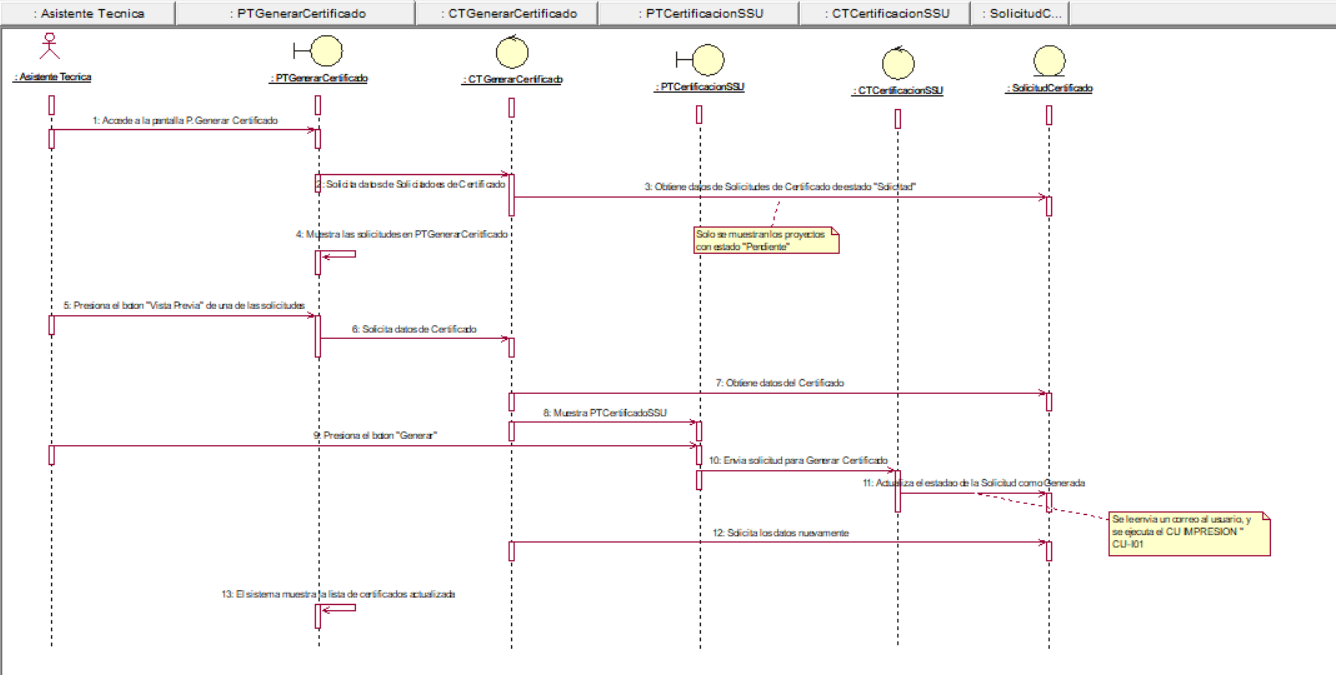 : Asistente Tecnica
: PTGenerarCertificado
: CTGenerarCertificado
: PTCertificacionSSU
: CTCertificacionSSU
: SolicitudC...
: Asistente Tecnica
: PTGenerarCertificado
: CTGenerarCertificado
: PTCertificacionSSU
: CTCertificacionSSU
: SolicitudCertificado
1: Accede a la pantalla P.Generar Certificado
2: Solicita datos de Solicitadoes de Certificado
3: Obtiene datos de Solicitudes de Certificado de estado "Solicitad"
4: Muestra las solicitudes en PTGenerarCeritficado
Solo se muestran los proyectos
con estado "Pendiente"
5: Presiona el boton "Vista Previa" de una de las solicitudes
6: Solicita datos de Certificado
7: Obtiene datos del Certificado
8: Muestra PTCertificadoSSU
9: Presiona el boton "Generar"
10: Envia solicitud para Generar Certificado
11: Actualiza el estadao de la Solicitud como Generada
Se le envia un correo al usuario, y
se ejecuta el CU IMPRESION "
CU-I01
12: Solicita los datos nuevamente
13: El sistema muestra la lista de certificados actualizada